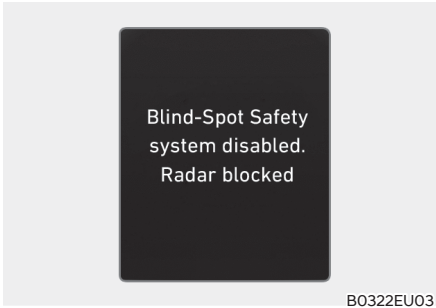 Blind-Spot Safety
system disabled.
Radar blocked
B0322EU03